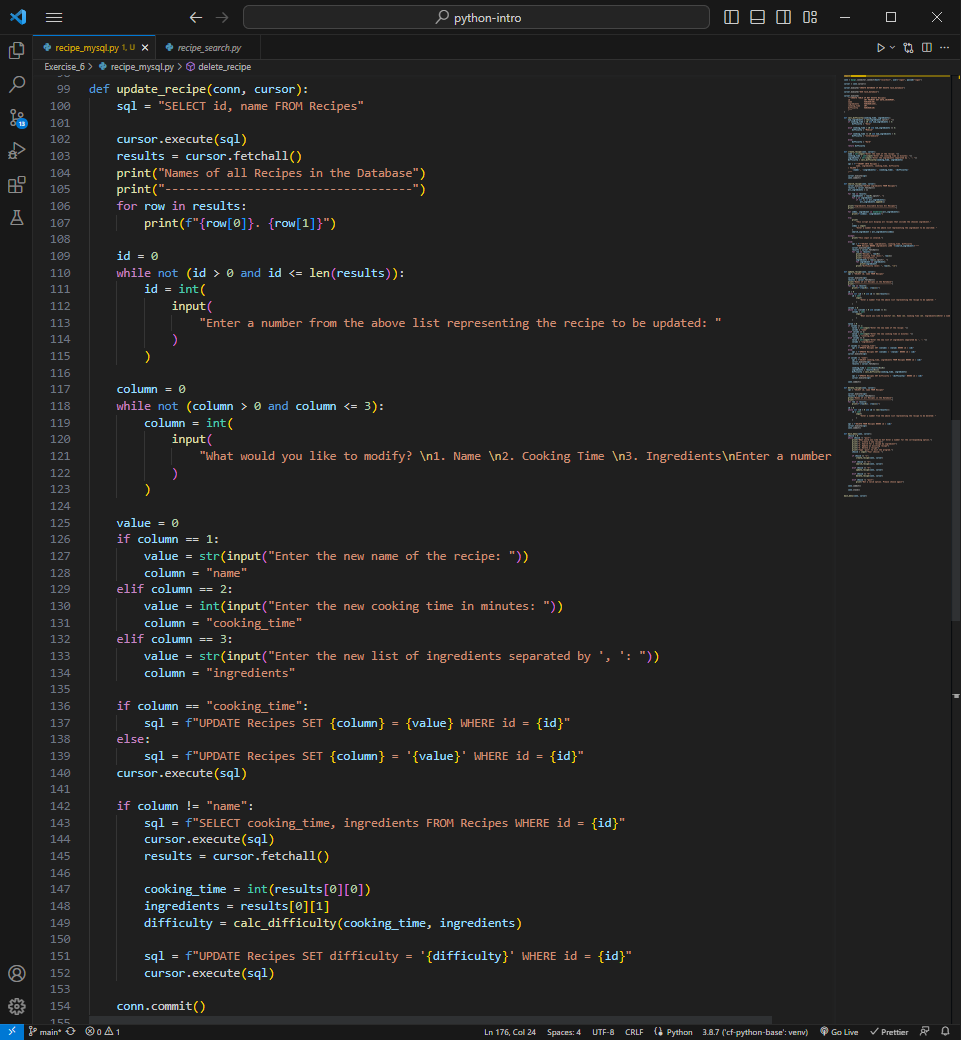 python-intro
recipe_mysql.py 1, U
recipe_search.py
Exercise_6 > recipe_mysql.py > delete_recipe
99 def update_recipe(conn, cursor):
100 sql = "SELECT id, name FROM Recipes"
101
102 cursor.execute(sql)
103 results = cursor.fetchall()
104 print("Names of all Recipes in the Database")
105 print("------------------------------------")
106 for row in results:
107 print(f"{row[0]}. {row[1]}")
108
109 id = 0
110 while not (id > 0 and id <= len(results)):
111 id = int(
112 input(
113 "Enter a number from the above list representing the recipe to be updated: "
114 )
115 )
116
117 column = 0
118 while not (column > 0 and column <= 3):
119 column = int(
120 input(
121 "What would you like to modify? \n1. Name \n2. Cooking Time \n3. Ingredients\nEnter a number
122 )
123 )
124
125 value = 0
126 if column == 1:
127 value = str(input("Enter the new name of the recipe: "))
128 column = "name"
129 elif column == 2:
130 value = int(input("Enter the new cooking time in minutes: "))
131 column = "cooking_time"
132 elif column == 3:
133 value = str(input("Enter the new list of ingredients separated by ', ': "))
134 column = "ingredients"
135
136 if column == "cooking_time":
137 sql = f"UPDATE Recipes SET {column} = {value} WHERE id = {id}"
138 else:
139 sql = f"UPDATE Recipes SET {column} = '{value}' WHERE id = {id}"
140 cursor.execute(sql)
141
142 if column != "name":
143 sql = f"SELECT cooking_time, ingredients FROM Recipes WHERE id = {id}"
144 cursor.execute(sql)
145 results = cursor.fetchall()
146
147 cooking_time = int(results[0][0])
148 ingredients = results[0][1]
149 difficulty = calc_difficulty(cooking_time, ingredients)
150
151 sql = f"UPDATE Recipes SET difficulty = '{difficulty}' WHERE id = {id}"
152 cursor.execute(sql)
153
154 conn.commit()
155
13
main* 0 1 Ln 176, Col 24 Spaces: 4 UTF-8 CRLF Python 3.8.7 ('cf-python-base': venv) Go Live Prettier